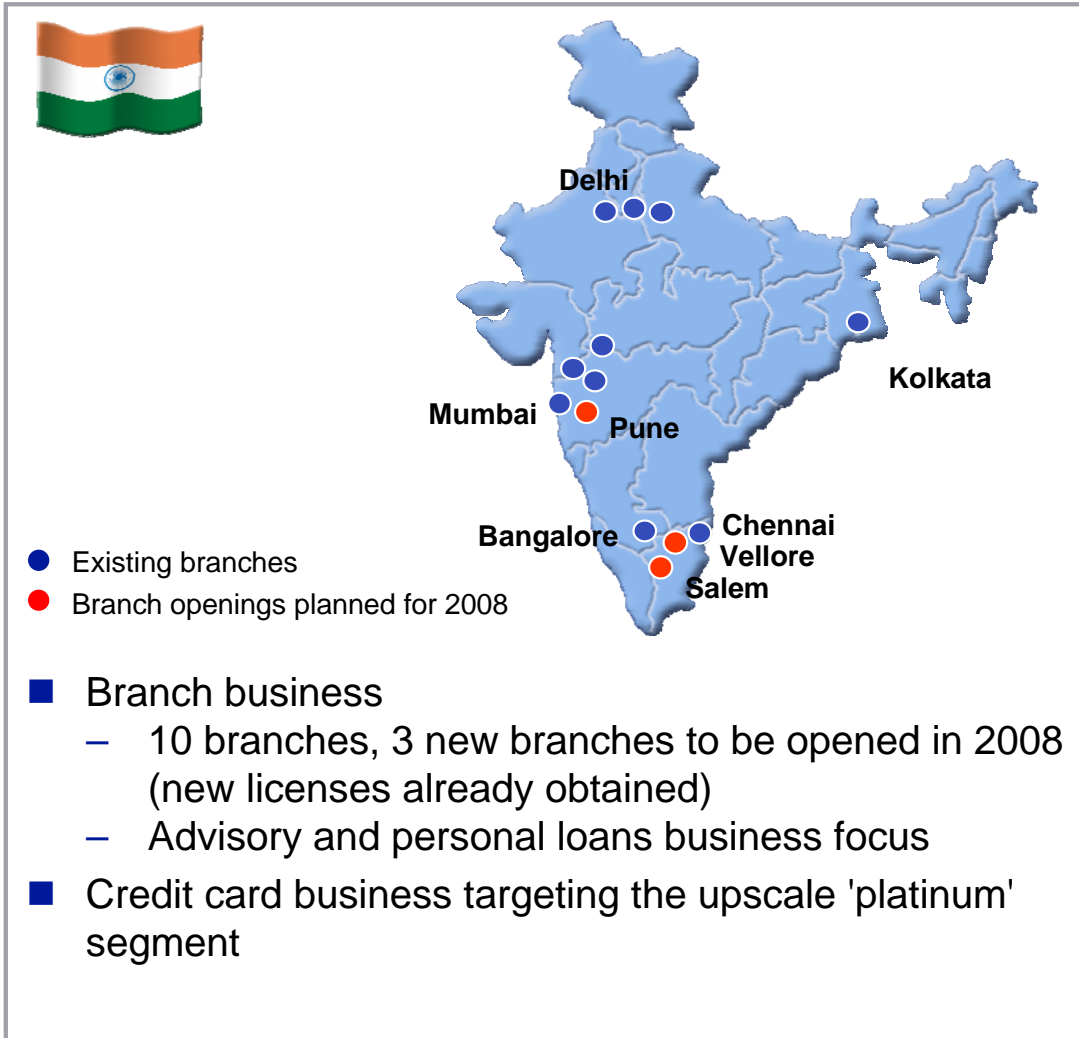 Delhi
Kolkata
Mumbai
Pune
Bangalore
Chennai
Vellore
Salem
Existing branches
Branch openings planned for 2008
Branch business
– 10 branches, 3 new branches to be opened in 2008
(new licenses already obtained)
– Advisory and personal loans business focus
Credit card business targeting the upscale 'platinum'
segment